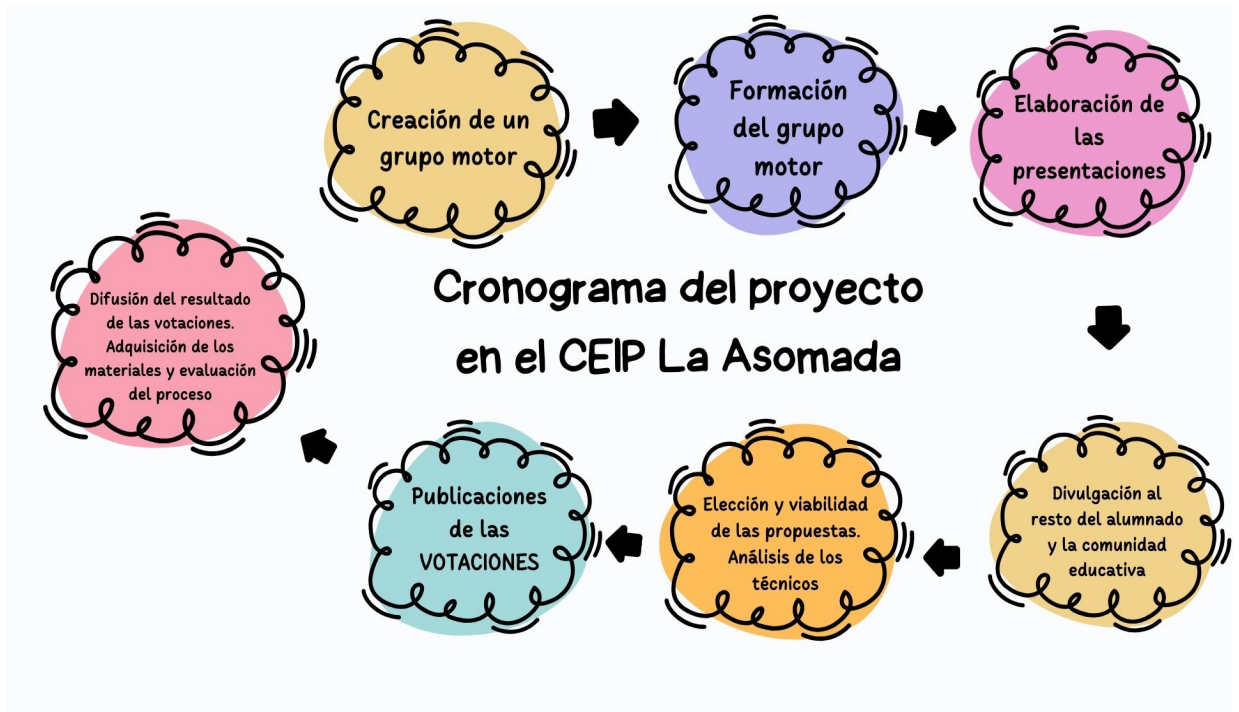 Creación de un
grupo motor
Formación
del grupo
motor
Elaboración de
las
presentaciones
Cronograma del proyecto
en el CEIP La Asomada
Divulgación al
resto del alumnado
y la comunidad
educativa
Elección y viabilidad
de las propuestas.
Análisis de los
técnicos
Publicaciones
de las
VOTACIONES
Difusión del resultado
de las votaciones.
Adquisición de los
materiales y evaluación
del proceso